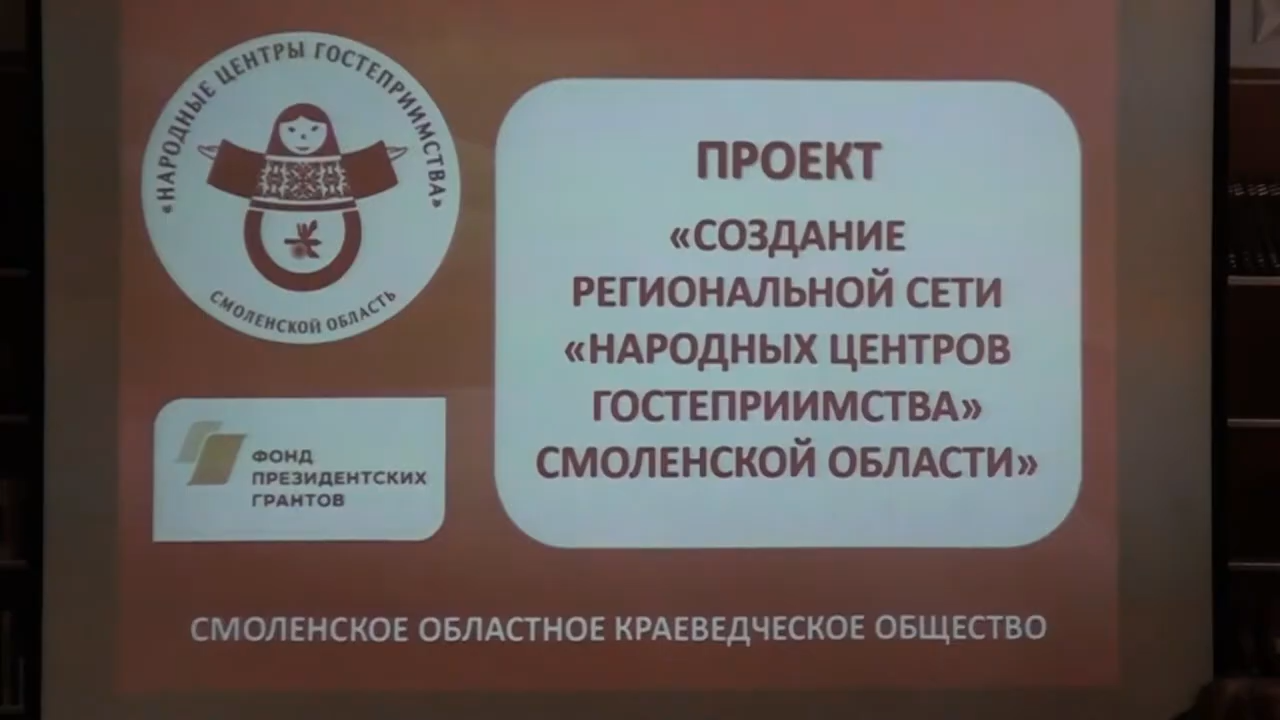 «НАРОДНЫЕ ЦЕНТРЫ ГОСТЕПРИИМСТВА»
СМОЛЕНСКОЙ ОБЛАСТЬ
ФОНД
ПРЕЗИДЕНТСКИХ
ГРАНТОВ
ПРОЕКТ
«СОЗДАНИЕ
РЕГИОНАЛЬНОЙ СЕТИ
«НАРОДНЫХ ЦЕНТРОВ
ГОСТЕПРИИМСТВА»
СМОЛЕНСКОЙ ОБЛАСТИ»
СМОЛЕНСКОЕ ОБЛАСТНОЕ КРАЕВЕДЧЕСКОЕ ОБЩЕСТВО